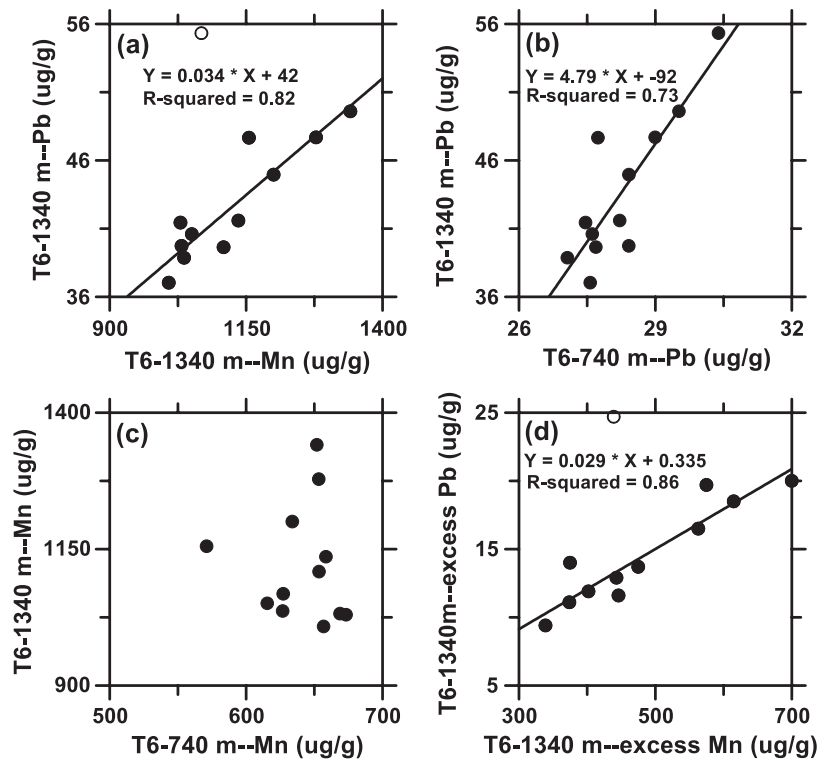 56
(a)
Y = 0.034 * X + 42
R-squared = 0.82
46
36
900
1150
1400
T6-1340 m--Pb (ug/g)
T6-1340 m--Mn (ug/g)
56
(b)
Y = 4.79 * X + -92
R-squared = 0.73
46
36
26
29
32
T6-1340 m--Pb (ug/g)
T6-740 m--Pb (ug/g)
1400
(c)
1150
900
500
600
700
T6-1340 m--Mn (ug/g)
T6-740 m--Mn (ug/g)
25
(d)
Y = 0.029 * X + 0.335
R-squared = 0.86
15
5
300
500
700
T6-1340m--excess Pb (ug/g)
T6-1340 m--excess Mn (ug/g)